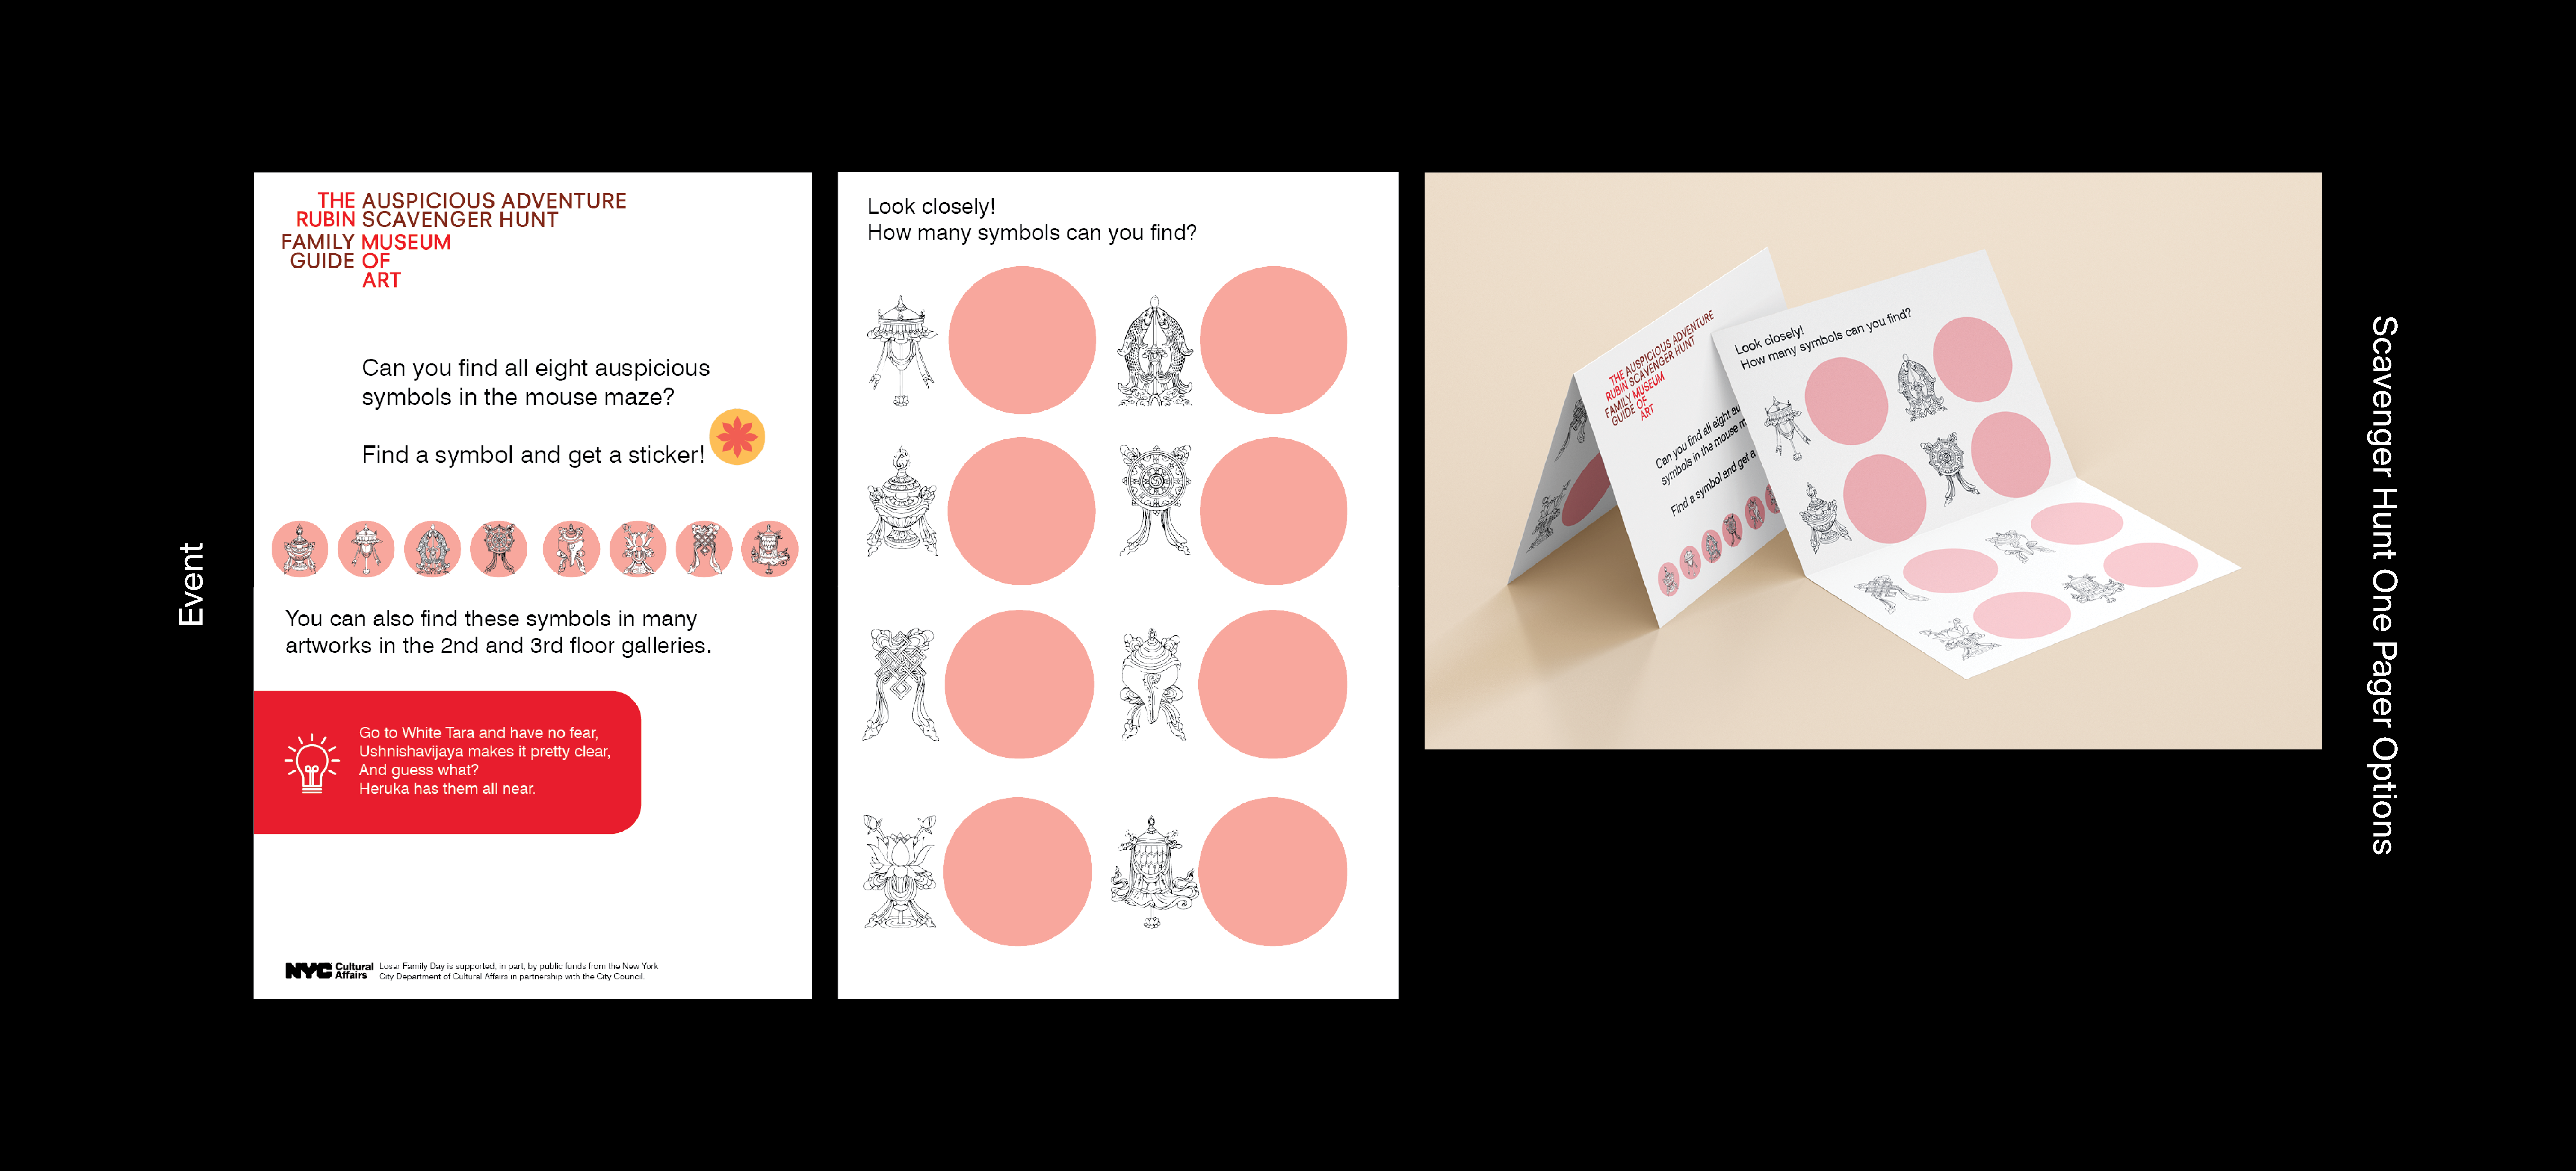 Event
THE AUSPICIOUS ADVENTURE
RUBIN SCAVENGER HUNT
FAMILY MUSEUM
GUIDE OF
ART
Can you find all eight auspicious
symbols in the mouse maze?
Find a symbol and get a sticker!
You can also find these symbols in many
artworks in the 2nd and 3rd floor galleries.
Go to White Tara and have no fear,
Ushnishavijaya makes it pretty clear,
And guess what?
Heruka has them all near.
NYC Cultural
Affairs
Losar Family Day is supported, in part, by public funds from the New York
City Department of Cultural Affairs in partnership with the City Council.
Look closely!
How many symbols can you find?
THE AUSPICIOUS ADVENTURE
RUBIN SCAVENGER HUNT
FAMILY MUSEUM
GUIDE OF
ART
Can you find all eight au
symbols in the mouse m
Find a symbol and get a
Look closely!
How many symbols can you find?
Scavenger Hunt One Pager Options